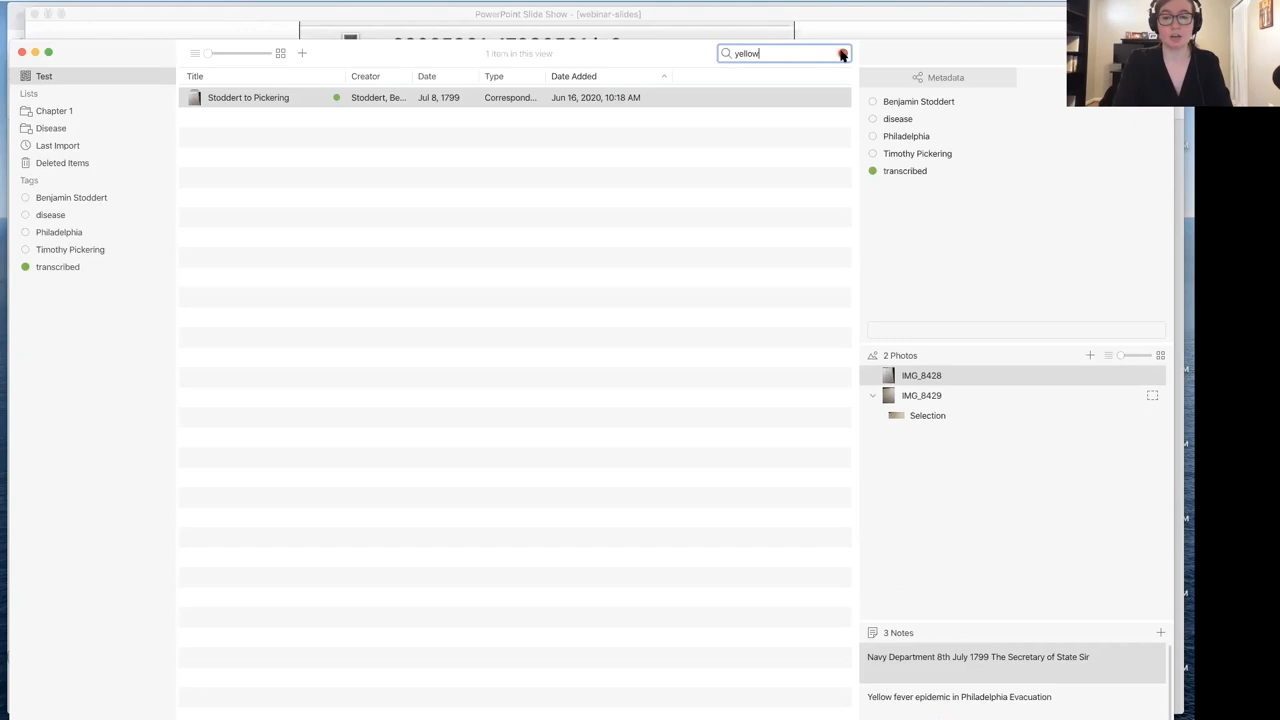 PowerPoint Slide Show - [webinar-slides]
1 item in this view
yellow
Test
Lists
Chapter 1
Disease
Last Import
Deleted Items
Tags
Benjamin Stoddert
disease
Philadelphia
Timothy Pickering
transcribed
Title Creator Date Type Date Added
Stoddert to Pickering Stoddert, Be... Jul 8, 1799 Correspond... Jun 16, 2020, 10:18 AM
Metadata
Benjamin Stoddert
disease
Philadelphia
Timothy Pickering
transcribed
2 Photos
IMG_8428
IMG_8429
Selection
3 Notes
Navy Department 8th July 1799 The Secretary of State Sir
Yellow fever epidemic in Philadelphia Evacuation